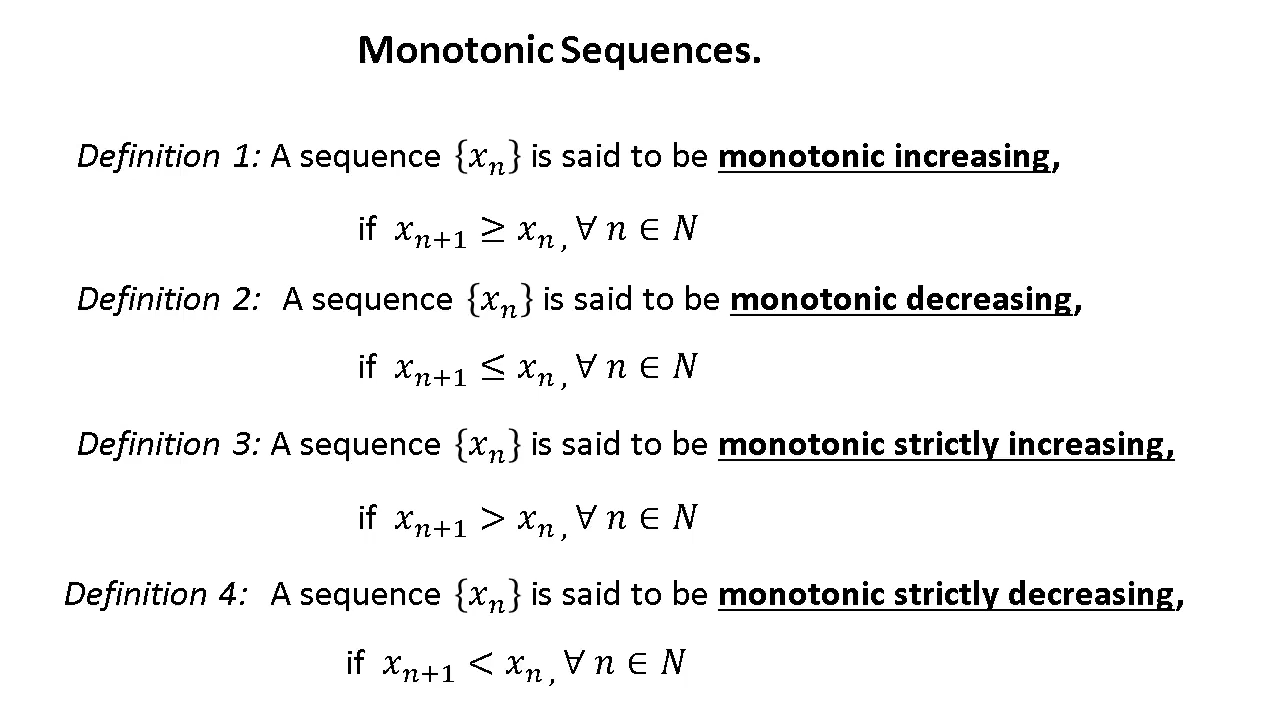 Monotonic Sequences.
Definition 1: A sequence {xₙ} is said to be monotonic increasing,
if xₙ₊₁ ≥ xₙ , ∀ n ∈ N
Definition 2: A sequence {xₙ} is said to be monotonic decreasing,
if xₙ₊₁ ≤ xₙ , ∀ n ∈ N
Definition 3: A sequence {xₙ} is said to be monotonic strictly increasing,
if xₙ₊₁ > xₙ , ∀ n ∈ N
Definition 4: A sequence {xₙ} is said to be monotonic strictly decreasing,
if xₙ₊₁ < xₙ , ∀ n ∈ N